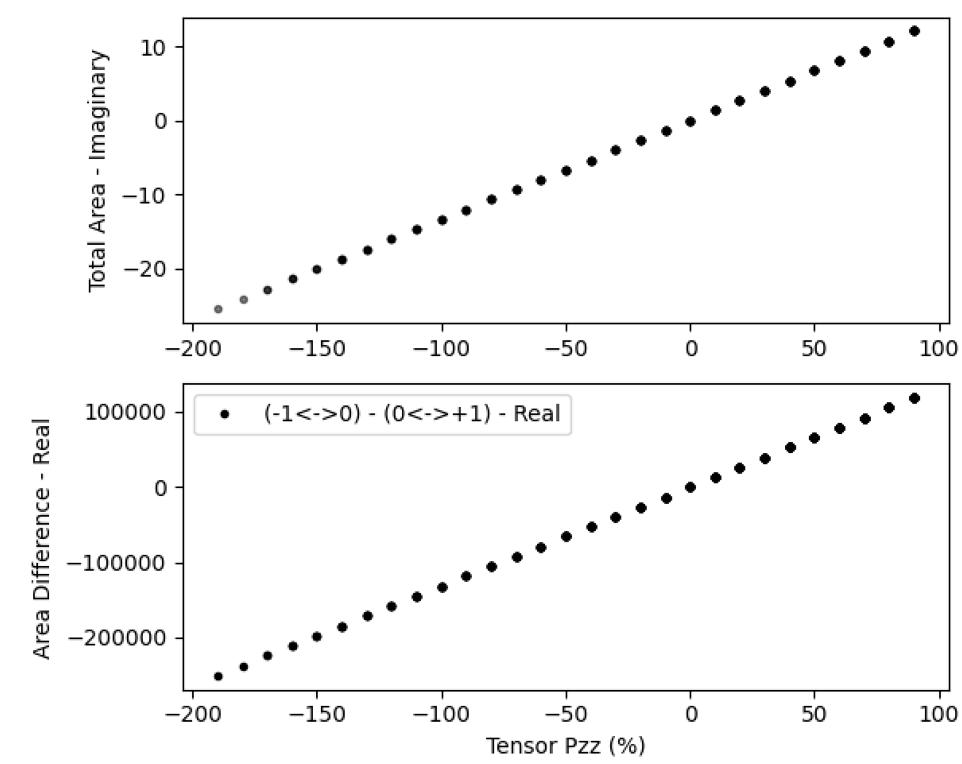 Total Area - Imaginary
10
0
−10
−20
−200 −150 −100 −50 0 50 100
Area Difference - Real
(-1<->0) - (0<->+1) - Real
100000
0
−100000
−200000
−200 −150 −100 −50 0 50 100
Tensor Pzz (%)